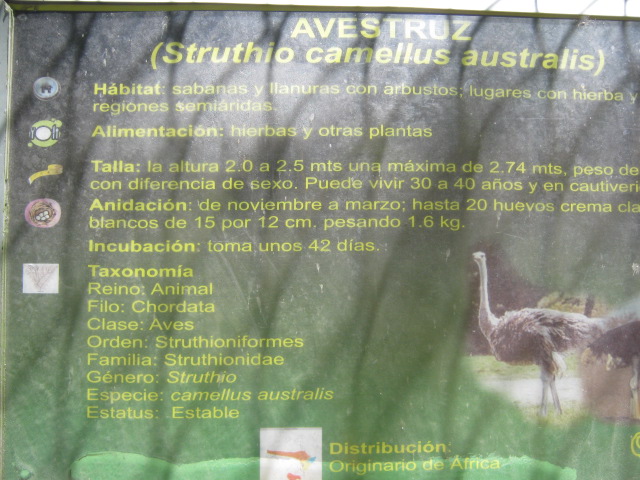 AVESTRUZ
(Struthio camellus australis)
Hábitat: sabanas y llanuras con arbustos; lugares con hierba y
regiones semiáridas.
Alimentación: hierbas y otras plantas
Talla: la altura 2.0 a 2.5 mts una máxima de 2.74 mts, peso de
con diferencia de sexo. Puede vivir 30 a 40 años y en cautiveri
Anidación: de noviembre a marzo; hasta 20 huevos crema cla
blancos de 15 por 12 cm. pesando 1.6 kg.
Incubación: toma unos 42 días.
Taxonomía
Reino: Animal
Filo: Chordata
Clase: Aves
Orden: Struthioniformes
Familia: Struthionidae
Género: Struthio
Especie: camellus australis
Estatus: Estable
Distribución:
Originario de África